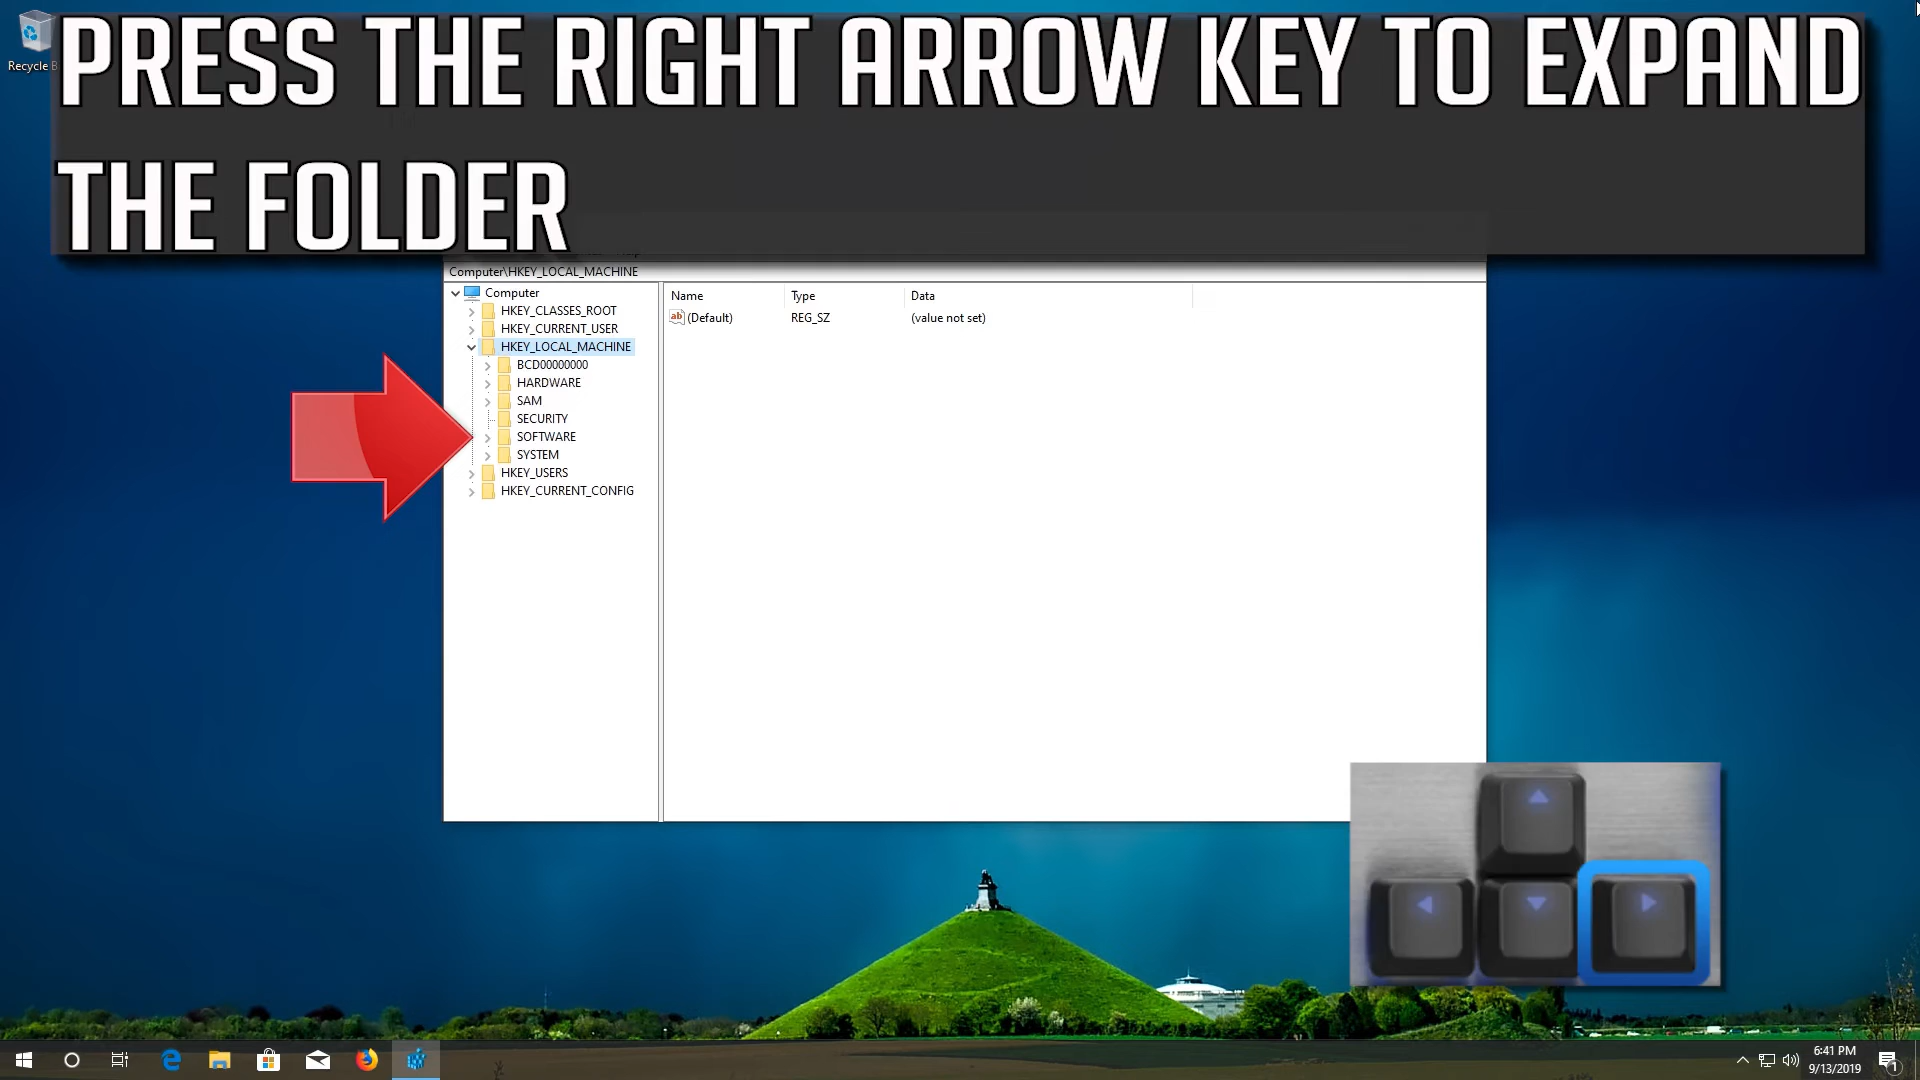 PRESS THE RIGHT ARROW KEY TO EXPAND
THE FOLDER
Recycle B
Computer\HKEY_LOCAL_MACHINE
Computer
HKEY_CLASSES_ROOT
HKEY_CURRENT_USER
HKEY_LOCAL_MACHINE
BCD00000000
HARDWARE
SAM
SECURITY
SOFTWARE
SYSTEM
HKEY_USERS
HKEY_CURRENT_CONFIG
Name Type Data
ab (Default) REG_SZ (value not set)
6:41 PM
9/13/2019
1